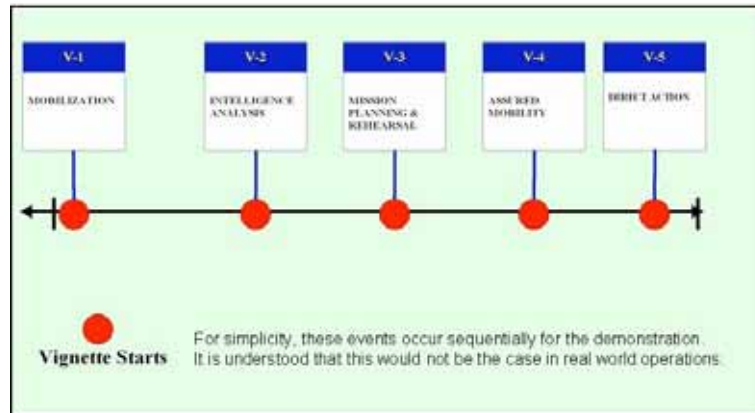 V-1
MOBILIZATION
V-2
INTELLIGENCE
ANALYSIS
V-3
MISSION
PLANNING &
REHEARSAL
V-4
ASSURED
MOBILITY
V-5
DIRECT ACTION
Vignette Starts
For simplicity, these events occur sequentially for the demonstration.
It is understood that this would not be the case in real world operations.